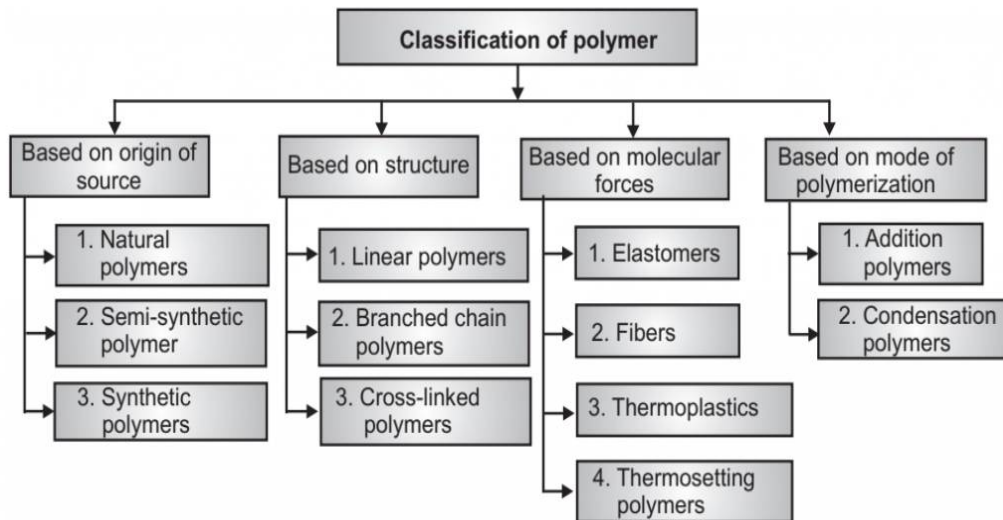 Classification of polymer
Based on origin of
source
1. Natural
polymers
2. Semi-synthetic
polymer
3. Synthetic
polymers
Based on structure
1. Linear polymers
2. Branched chain
polymers
3. Cross-linked
polymers
Based on molecular
forces
1. Elastomers
2. Fibers
3. Thermoplastics
4. Thermosetting
polymers
Based on mode of
polymerization
1. Addition
polymers
2. Condensation
polymers